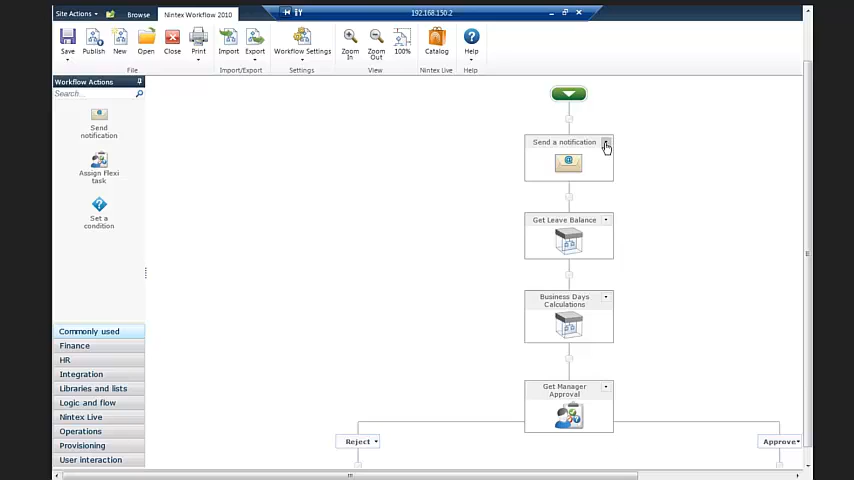 Site Actions
Browse
Nintex Workflow 2010
192.168.150.2
Save
Publish
New
Open
Close
Print
Import
Export
Workflow Settings
Zoom In
Zoom Out
100%
Catalog
Help
File
Import/Export
Settings
View
Nintex Live
Help
Workflow Actions
Search...
Send
notification
Assign Flexi
task
Set a
condition
Commonly used
Finance
HR
Integration
Libraries and lists
Logic and flow
Nintex Live
Operations
Provisioning
User interaction
Send a notification
Get Leave Balance
Business Days
Calculations
Get Manager
Approval
Reject
Approve